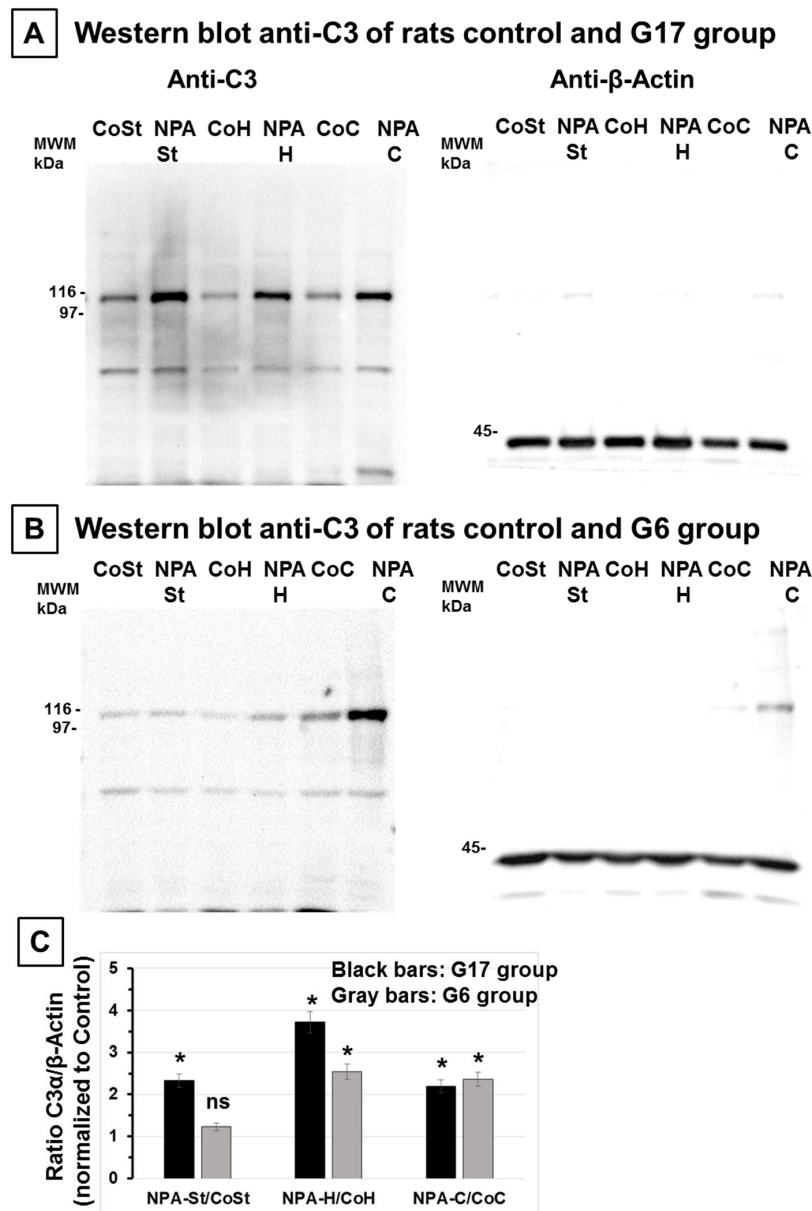 A Western blot anti-C3 of rats control and G17 group
Anti-C3
Anti-β-Actin
CoSt NPA CoH NPA CoC NPA
St H C
MWM
kDa
116 -
97-
CoSt NPA CoH NPA CoC NPA
St H C
MWM
kDa
45-
B Western blot anti-C3 of rats control and G6 group
CoSt NPA CoH NPA CoC NPA
St H C
MWM
kDa
116 -
97-
CoSt NPA CoH NPA CoC NPA
St H C
MWM
kDa
45-
C
Ratio C3α/β-Actin
(normalized to Control)
5
4
3
2
1
0
Black bars: G17 group
Gray bars: G6 group
*
ns
*
*
*
*
NPA-St/CoSt NPA-H/CoH NPA-C/CoC